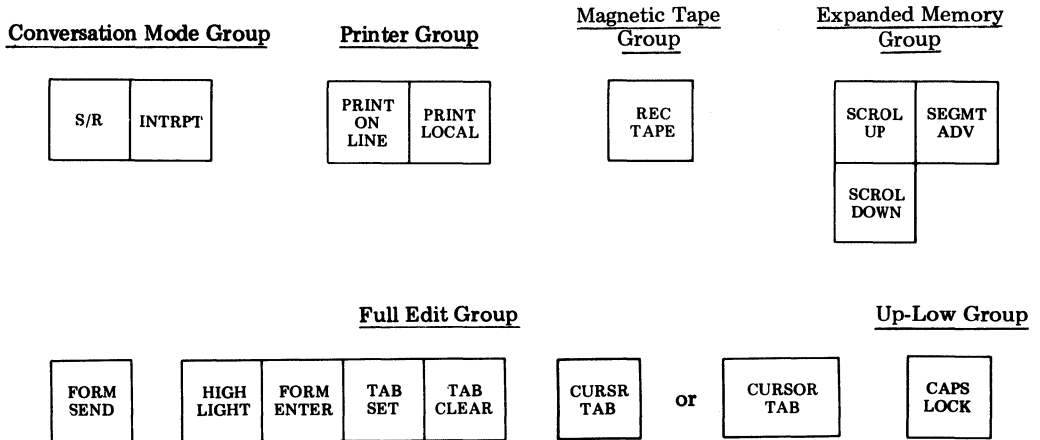 Conversation Mode Group
Printer Group
Magnetic Tape
Group
Expanded Memory
Group
S/R
INTRPT
PRINT
ON
LINE
PRINT
LOCAL
REC
TAPE
SCROL
UP
SEGMT
ADV
SCROL
DOWN
Full Edit Group
Up-Low Group
FORM
SEND
HIGH
LIGHT
FORM
ENTER
TAB
SET
TAB
CLEAR
CURSR
TAB
or
CURSOR
TAB
CAPS
LOCK